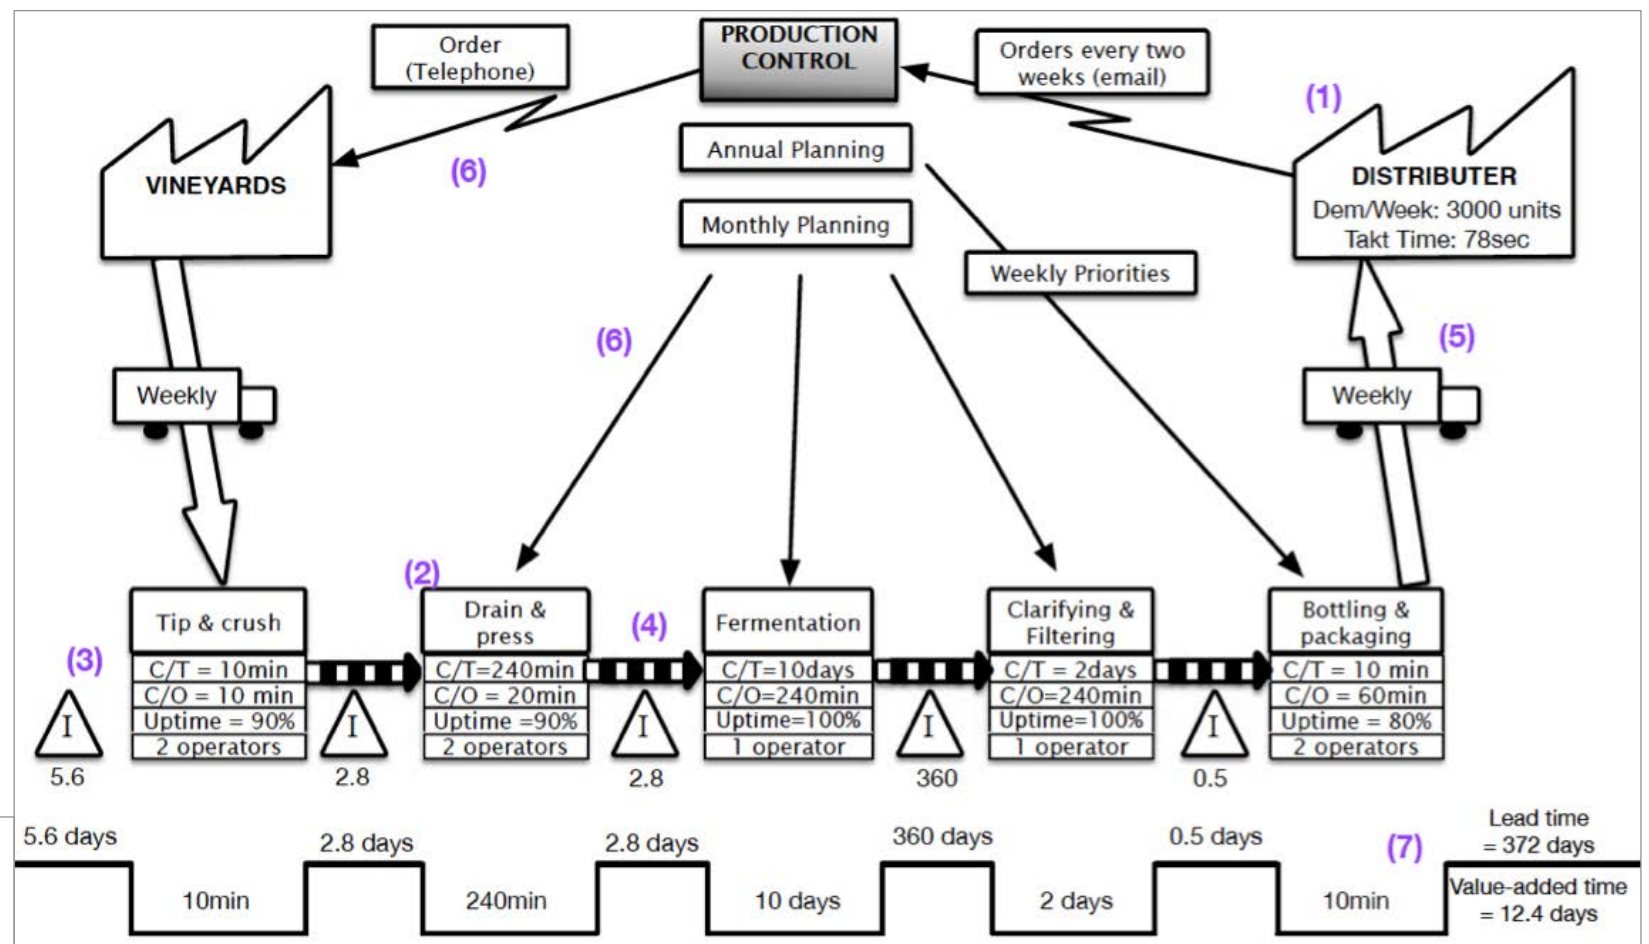 Order
(Telephone)
PRODUCTION
CONTROL
Orders every two
weeks (email)
(1)
VINEYARDS
(6)
Annual Planning
Monthly Planning
DISTRIBUTER
Dem/Week: 3000 units
Takt Time: 78sec
Weekly Priorities
(6)
(5)
Weekly
Weekly
(2)
(3)
(4)
Tip & crush
C/T = 10min
C/O = 10 min
Uptime = 90%
2 operators
Drain &
press
C/T=240min
C/O = 20min
Uptime =90%
2 operators
Fermentation
C/T=10days
C/O=240min
Uptime=100%
1 operator
Clarifying &
Filtering
C/T = 2days
C/O=240min
Uptime=100%
1 operator
Bottling &
packaging
C/T = 10 min
C/O = 60min
Uptime = 80%
2 operators
I
I
I
I
I
5.6
2.8
2.8
360
0.5
5.6 days
2.8 days
2.8 days
360 days
0.5 days
(7)
Lead time
= 372 days
10min
240min
10 days
2 days
10min
Value-added time
= 12.4 days